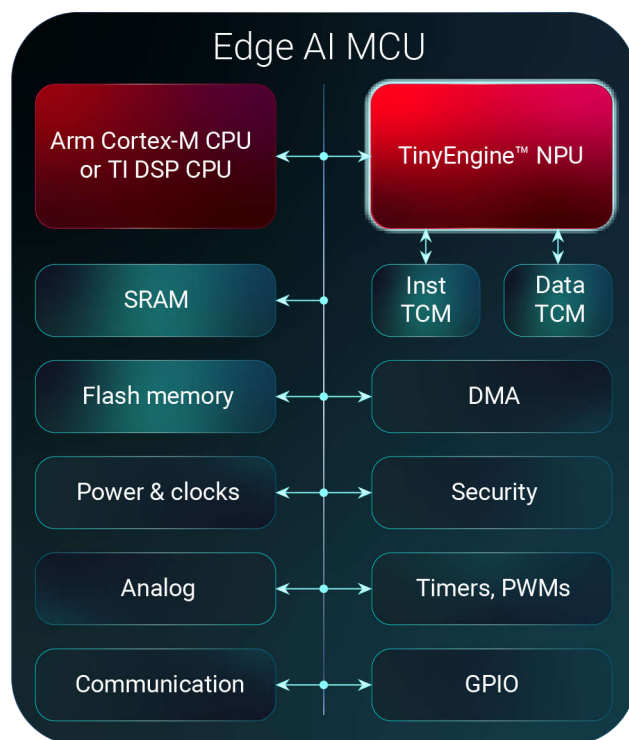 Edge AI MCU
Arm Cortex-M CPU
or TI DSP CPU
TinyEngine™ NPU
SRAM
Inst
TCM
Data
TCM
Flash memory
DMA
Power & clocks
Security
Analog
Timers, PWMs
Communication
GPIO